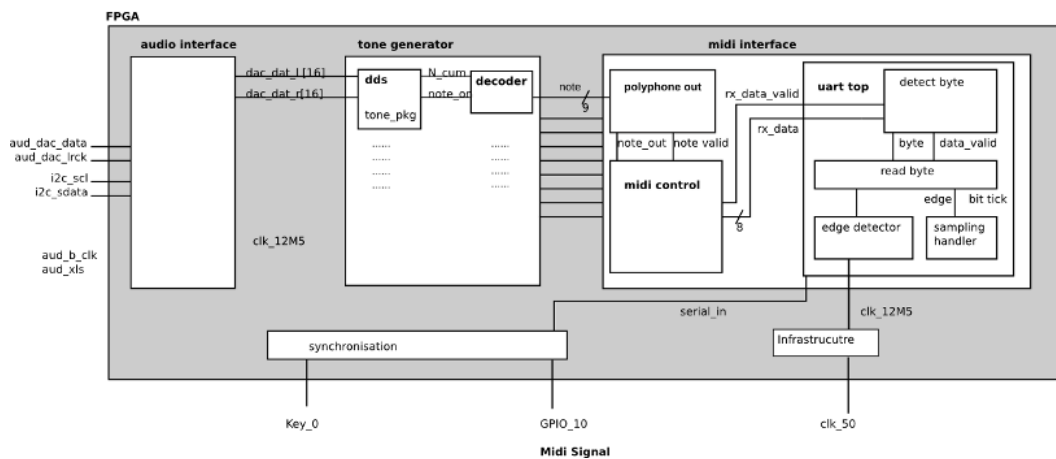 FPGA
audio interface
tone generator
midi interface
dac_dat_l [16]
dac_dat_r[16]
dds
tone_pkg
N_cum
note_on
decoder
note
9
polyphone out
note_out
note valid
midi control
rx_data_valid
rx_data
8
uart top
detect byte
byte
data_valid
read byte
edge
bit tick
edge detector
sampling
handler
......
......
......
......
......
......
......
......
aud_dac_data
aud_dac_lrck
i2c_scl
i2c_sdata
aud_b_clk
aud_xls
clk_12M5
serial_in
clk_12M5
synchronisation
Infrastrucutre
Key_0
GPIO_10
clk_50
Midi Signal